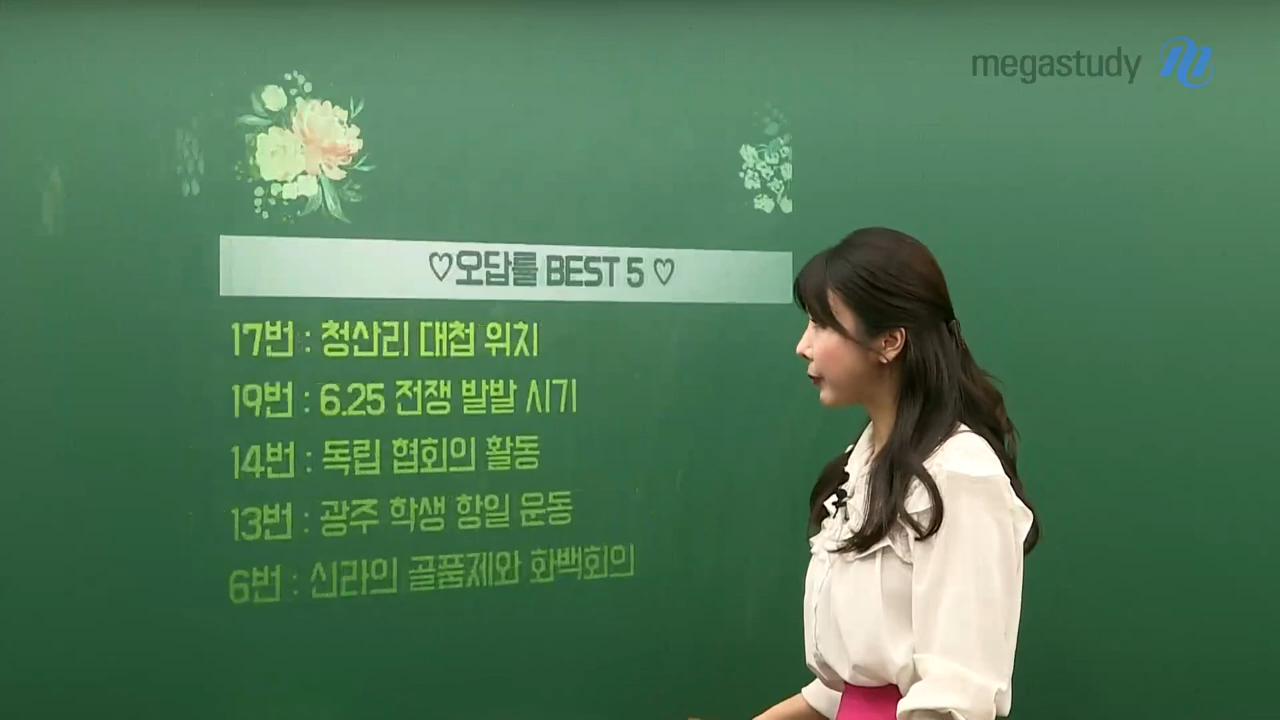 megastudy
♡오답률 BEST 5 ♡
17번 : 청산리 대첩 위치
19번 : 6.25 전쟁 발발 시기
14번 : 독립 협회의 활동
13번 : 광주 학생 항일 운동
6번 : 신라의 골품제와 화백회의